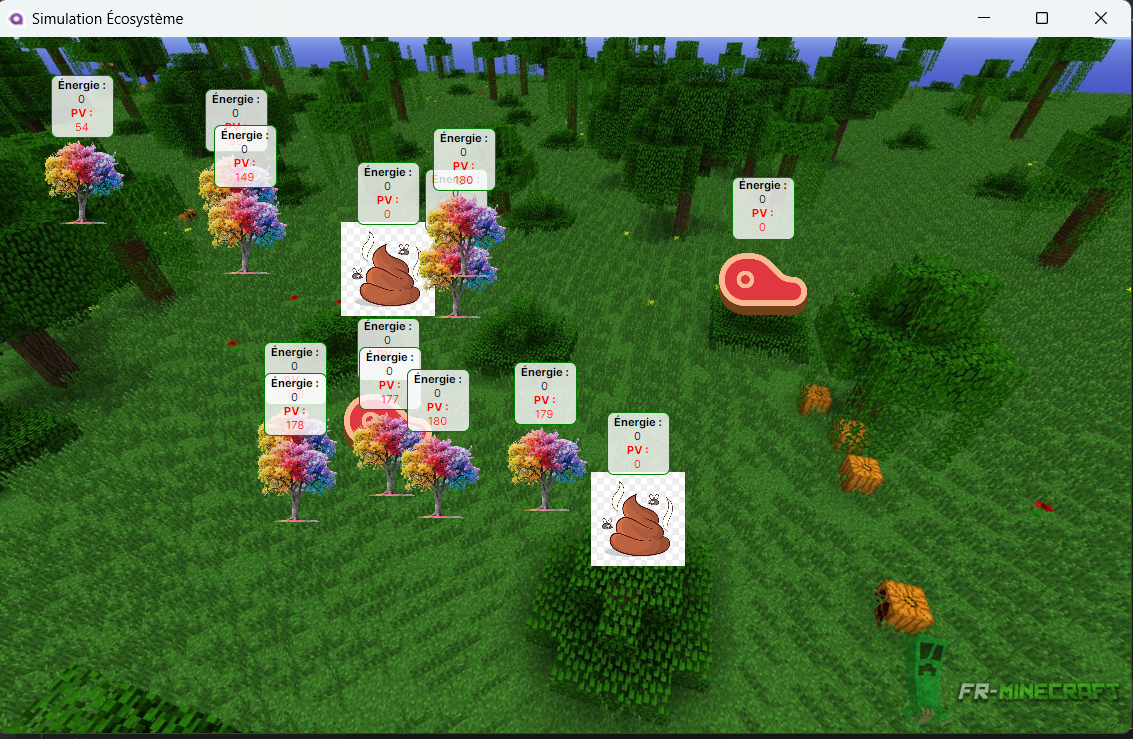 Simulation Écosystème
Énergie :
0
PV :
54
Énergie :
0
Énergie :
0
PV :
149
Énergie :
0
PV :
180
Énergie :
0
PV :
0
Énergie :
0
PV :
0
Énergie :
0
Énergie :
0
PV :
177
Énergie :
0
Énergie :
0
PV :
178
Énergie :
0
PV :
180
Énergie :
0
PV :
179
Énergie :
0
PV :
0
FR-MINECRAFT